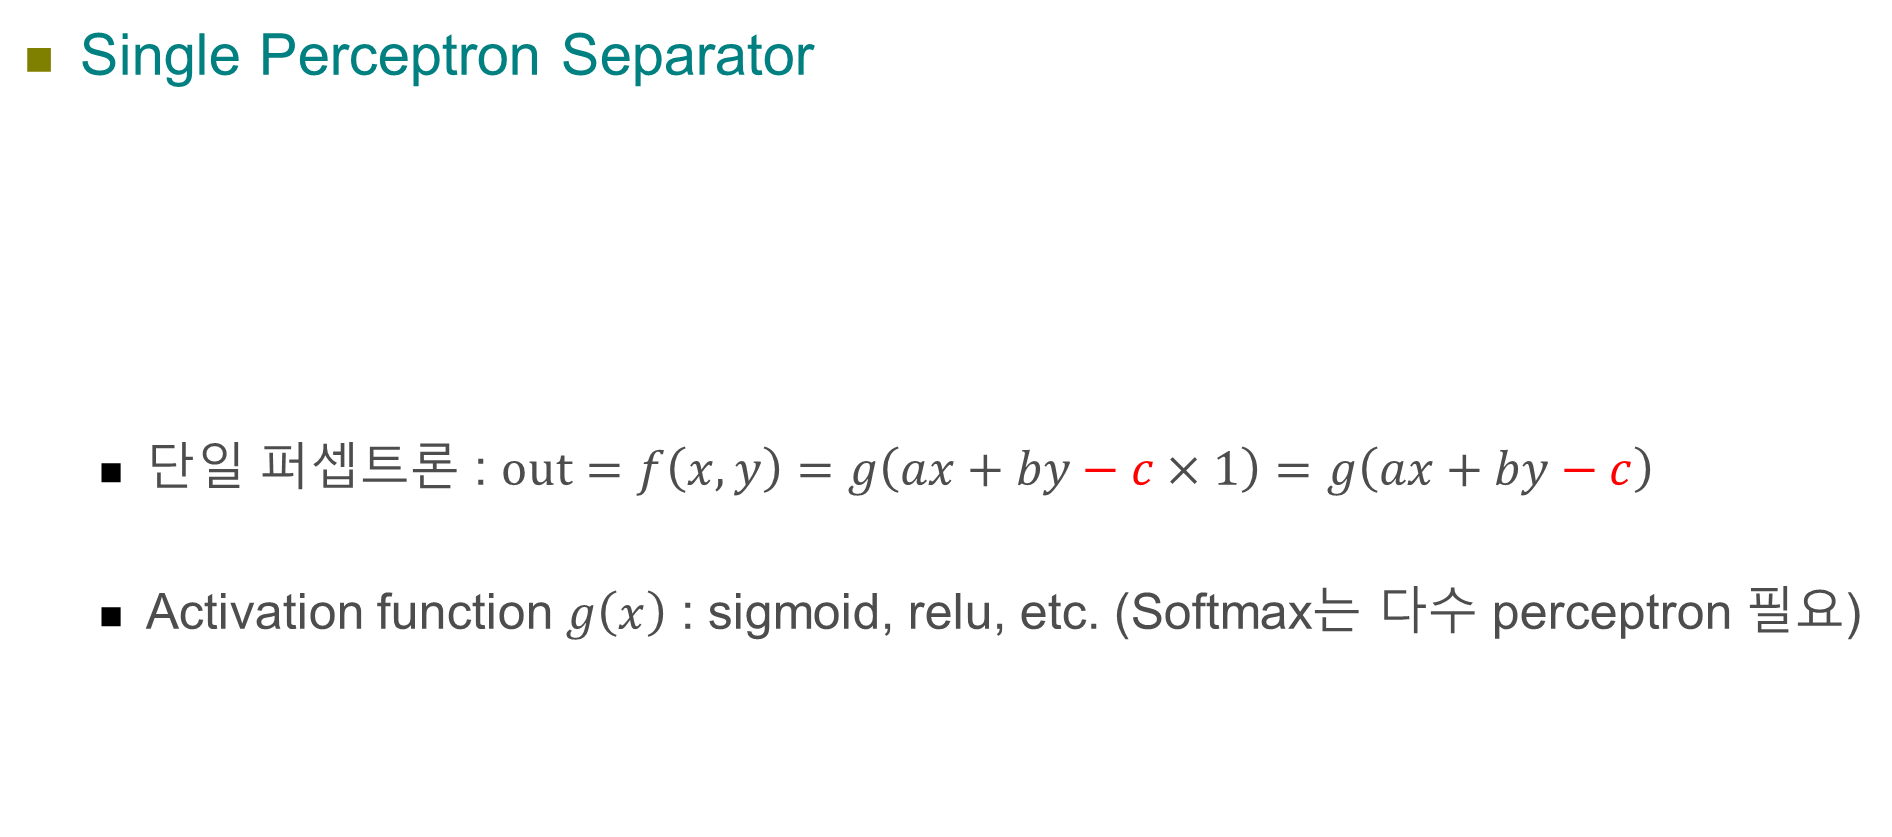 Single Perceptron Separator
단일 퍼셉트론 : out = f(x, y) = g(ax + by − c × 1) = g(ax + by − c)
Activation function g(x) : sigmoid, relu, etc. (Softmax는 다수 perceptron 필요)